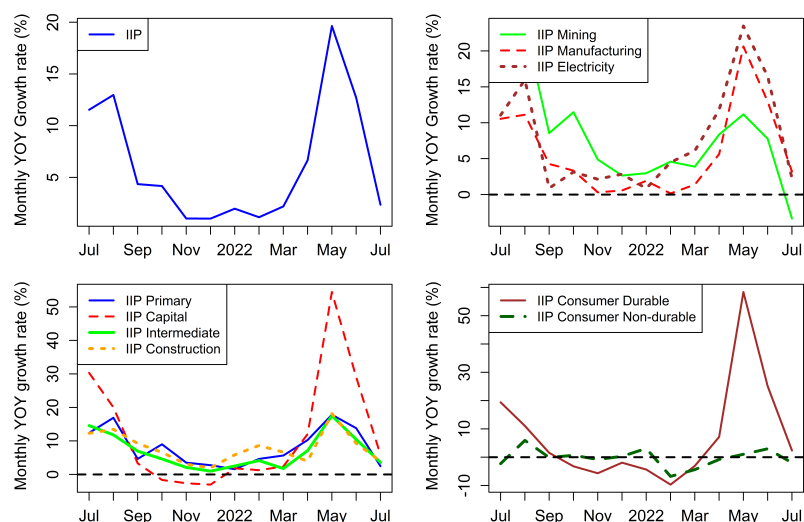 Monthly YOY Growth rate (%)
20
15
10
5
IIP
Jul Sep Nov 2022 Mar May Jul
Monthly YOY Growth rate (%)
20
15
10
5
0
IIP Mining
IIP Manufacturing
IIP Electricity
Jul Sep Nov 2022 Mar May Jul
Monthly YOY growth rate (%)
50
40
30
20
10
0
IIP Primary
IIP Capital
IIP Intermediate
IIP Construction
Jul Sep Nov 2022 Mar May Jul
Monthly YOY growth rate (%)
50
30
10
-10
IIP Consumer Durable
IIP Consumer Non-durable
Jul Sep Nov 2022 Mar May Jul